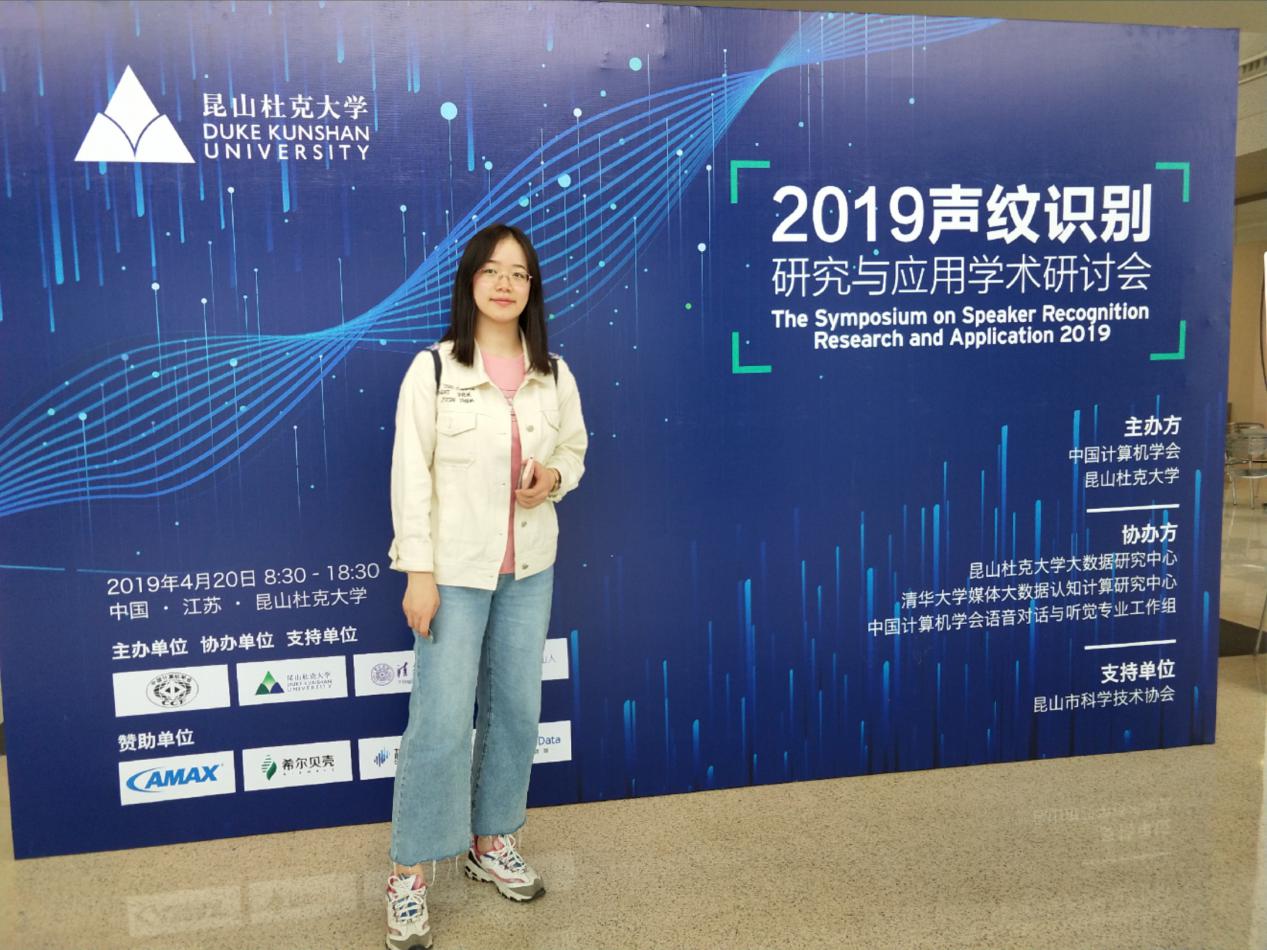 昆山杜克大学
DUKE KUNSHAN
UNIVERSITY
2019声纹识别
研究与应用学术研讨会
The Symposium on Speaker Recognition
Research and Application 2019
主办方
中国计算机学会
昆山杜克大学
协办方
昆山杜克大学大数据研究中心
清华大学媒体大数据认知计算研究中心
中国计算机学会语音对话与听觉专业工作组
支持单位
昆山市科学技术协会
2019年4月20日 8:30 - 18:30
中国 · 江苏 · 昆山杜克大学
主办单位 协办单位 支持单位
CCF
昆山杜克大学
DUKE KUNSHAN
UNIVERSITY
赞助单位
AMAX
希尔贝壳
AISHELL
Data